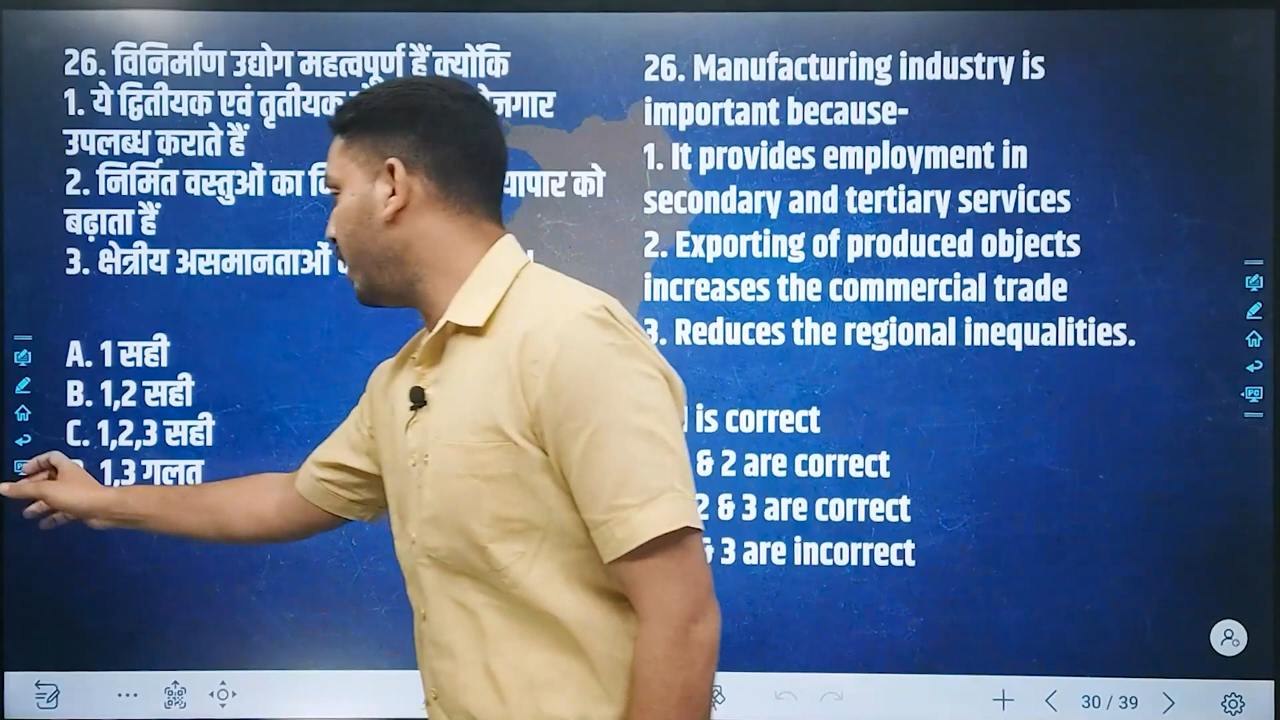 26. विनिर्माण उद्योग महत्वपूर्ण हैं क्योंकि
1. ये द्वितीयक एवं तृतीयक
उपलब्ध कराते हैं
2. निर्मित वस्तुओं का को
बढ़ाता हैं
3. क्षेत्रीय असमानताओं
A. 1 सही
B. 1,2 सही
C. 1,2,3 सही
1,3 गलत
26. Manufacturing industry is
important because-
1. It provides employment in
secondary and tertiary services
2. Exporting of produced objects
increases the commercial trade
3. Reduces the regional inequalities.
is correct
& 2 are correct
2 & 3 are correct
& 3 are incorrect
30 / 39